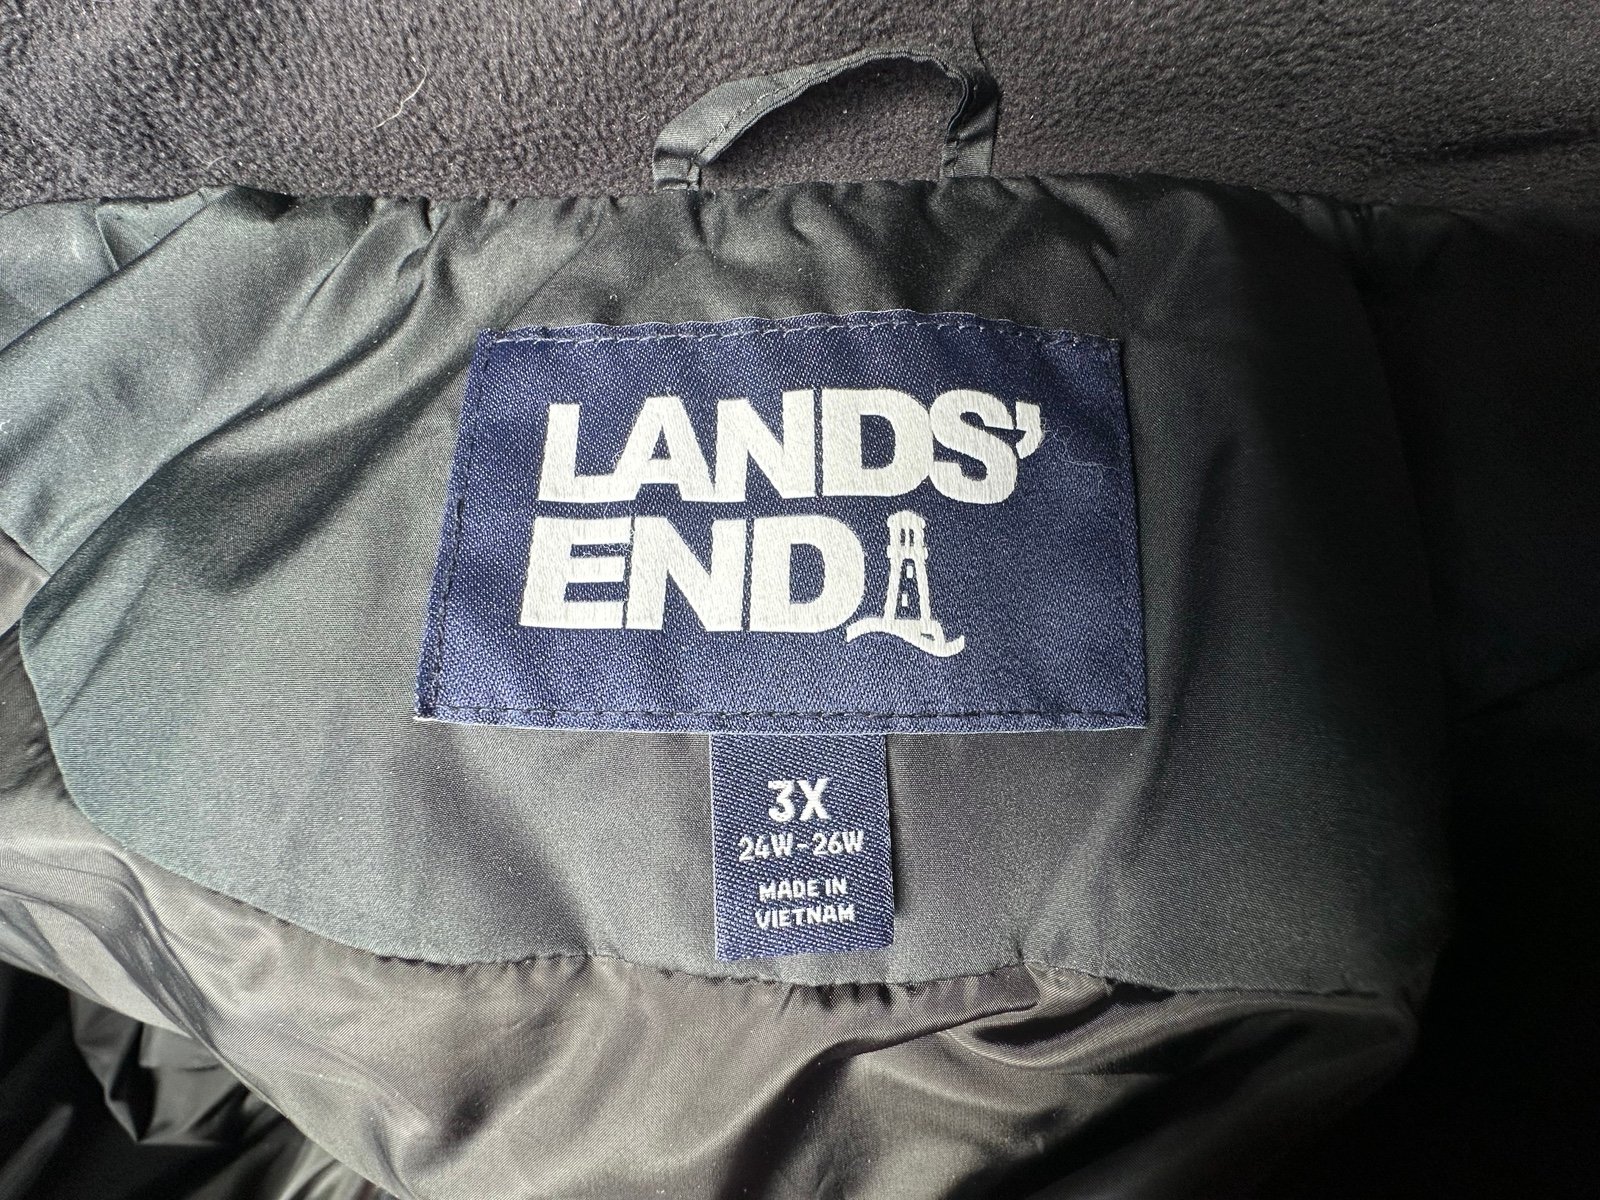 LANDS'
END
3X
24W-26W
MADE IN
VIETNAM